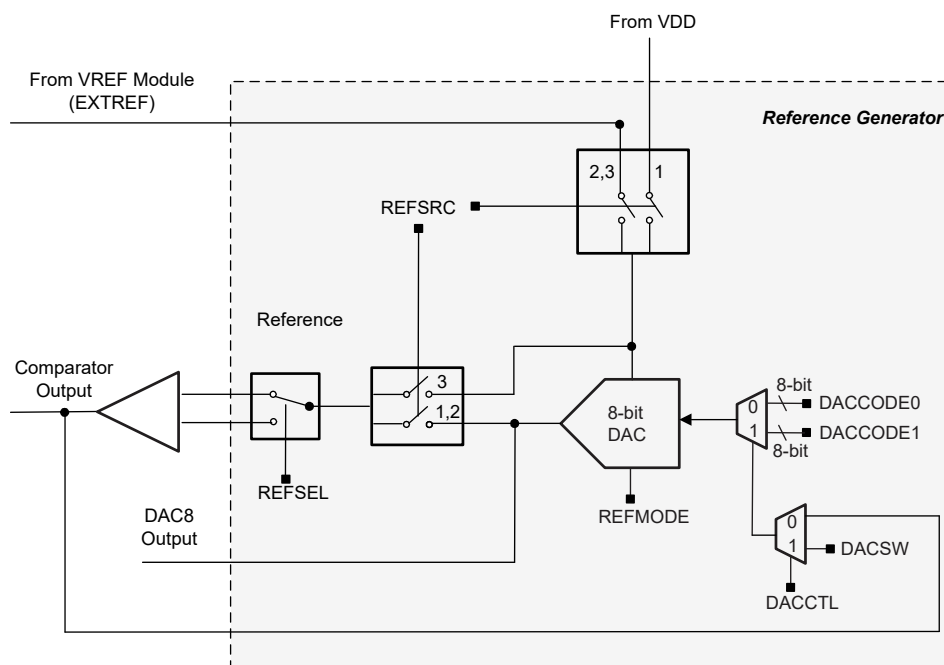 From VDD
From VREF Module
(EXTREF)
Reference Generator
2,3
1
REFSRC
Reference
Comparator
Output
3
1,2
8-bit
DAC
0
1
8-bit
DACCODE0
DACCODE1
8-bit
REFSEL
REFMODE
DAC8
Output
0
1
DACSW
DACCTL